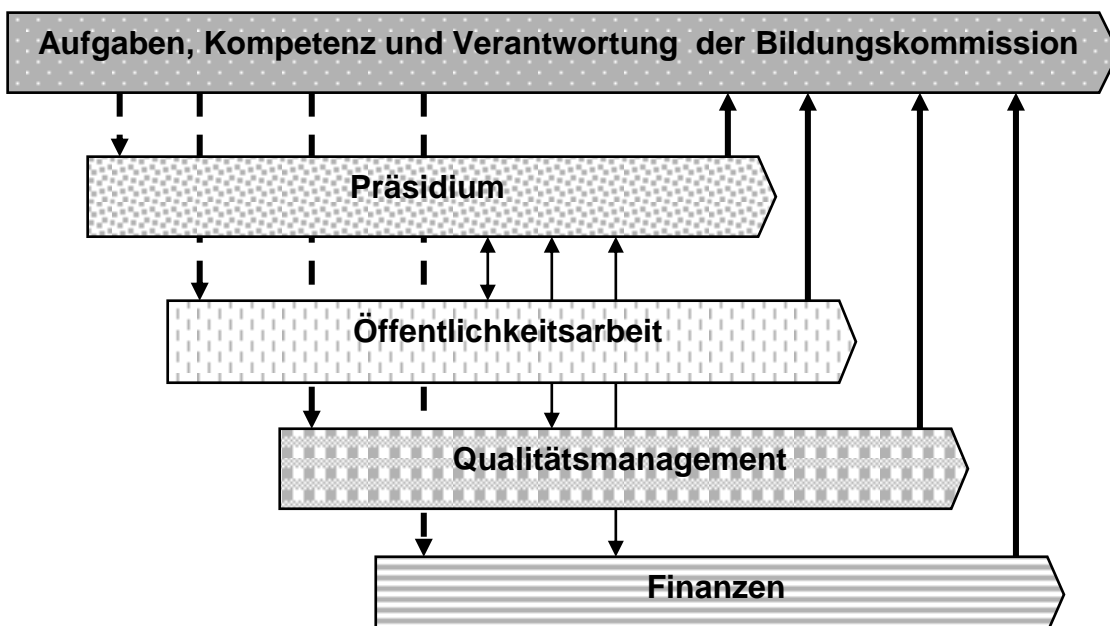 Aufgaben, Kompetenz und Verantwortung der Bildungskommission
Präsidium
Öffentlichkeitsarbeit
Qualitätsmanagement
Finanzen